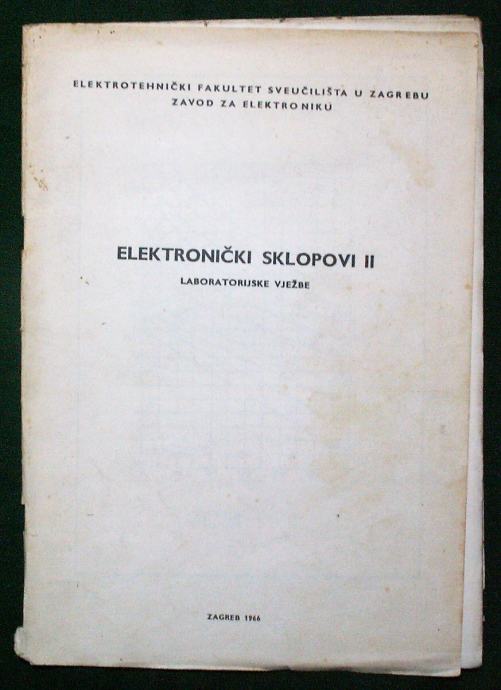 ELEKTROTEHNIČKI FAKULTET SVEUČILIŠTA U ZAGREBU
ZAVOD ZA ELEKTRONIKU
ELEKTRONIČKI SKLOPOVI II
LABORATORIJSKE VJEŽBE
ZAGREB 1966